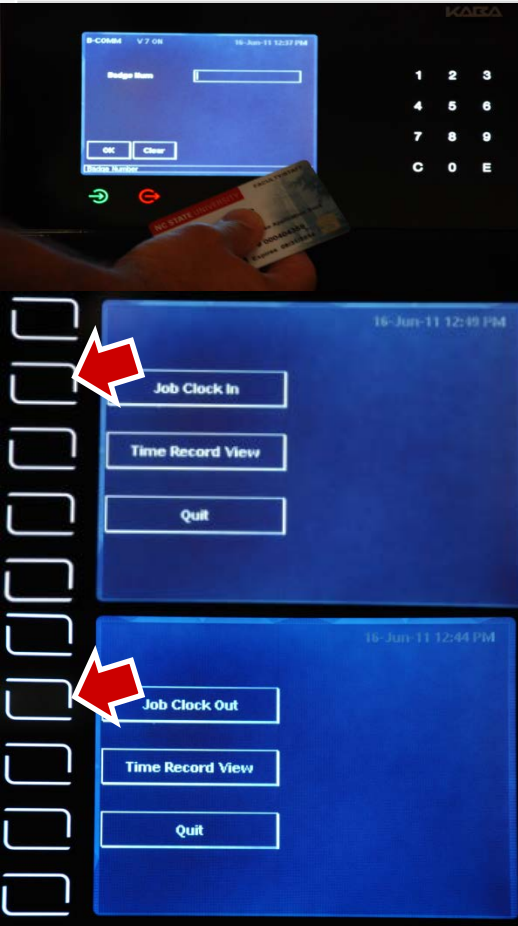 KABA
B-COMM V 7 ON 16-Jun-11 12:37 PM
Badge Num
OK Clear
Badge Number
1 2 3
4 5 6
7 8 9
C 0 E
NC STATE UNIVERSITY
16-Jun-11 12:49 PM
Job Clock In
Time Record View
Quit
16-Jun-11 12:44 PM
Job Clock Out
Time Record View
Quit